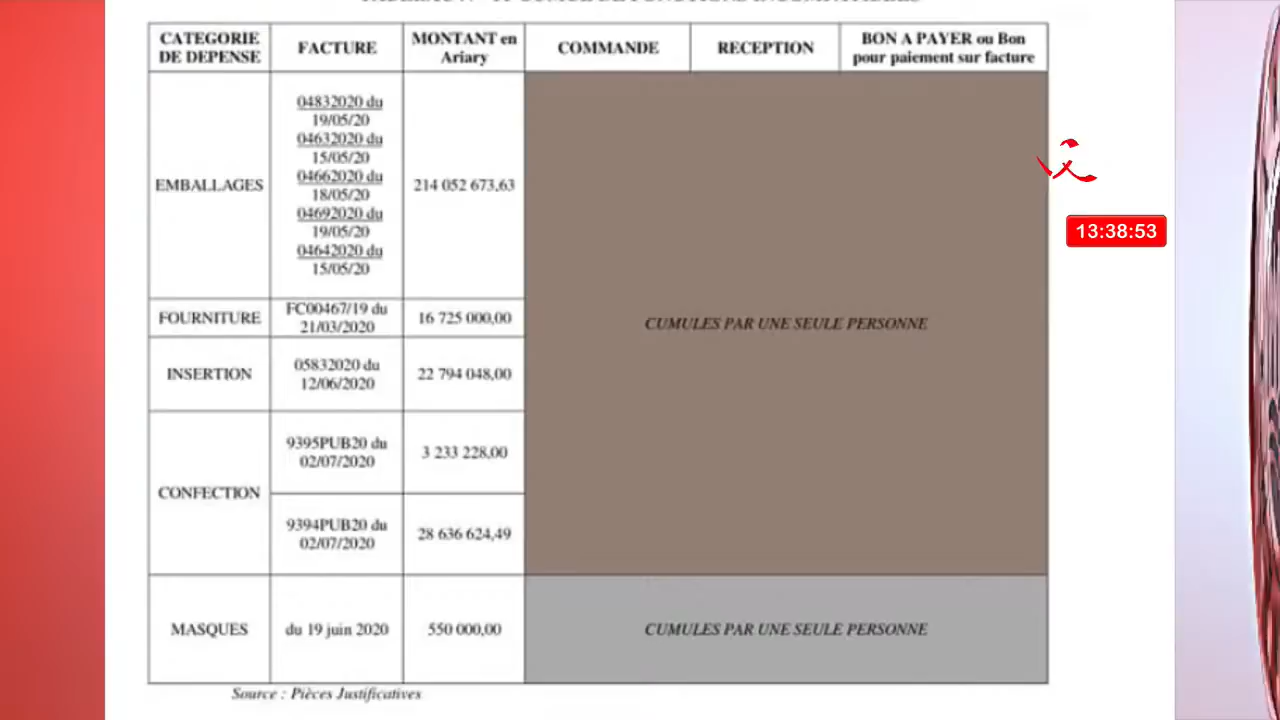 CATEGORIE
DE DEPENSE
FACTURE
MONTANT en
Ariary
COMMANDE
RECEPTION
BON A PAYER ou Bon
pour paiement sur facture
EMBALLAGES
04832020 du
19/05/20
04632020 du
15/05/20
04662020 du
18/05/20
04692020 du
19/05/20
04642020 du
15/05/20
214 052 673,63
FOURNITURE
FC00467/19 du
21/03/2020
16 725 000,00
CUMULES PAR UNE SEULE PERSONNE
INSERTION
05832020 du
12/06/2020
22 794 048,00
CONFECTION
9395PUB20 du
02/07/2020
3 233 228,00
9394PUB20 du
02/07/2020
28 636 624,49
MASQUES
du 19 juin 2020
550 000,00
CUMULES PAR UNE SEULE PERSONNE
Source : Pièces Justificatives
13:38:53